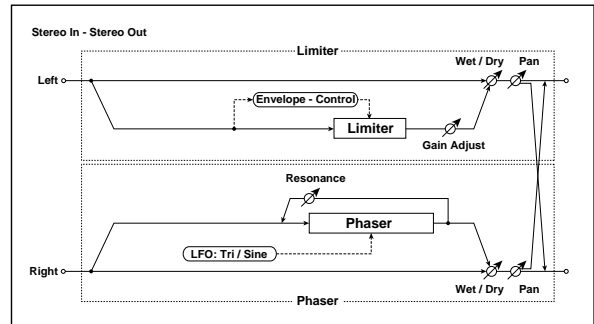 Stereo In - Stereo Out
Limiter
Wet / Dry Pan
Left
Envelope - Control
Limiter
Gain Adjust
Resonance
Phaser
LFO: Tri / Sine
Right
Wet / Dry Pan
Phaser